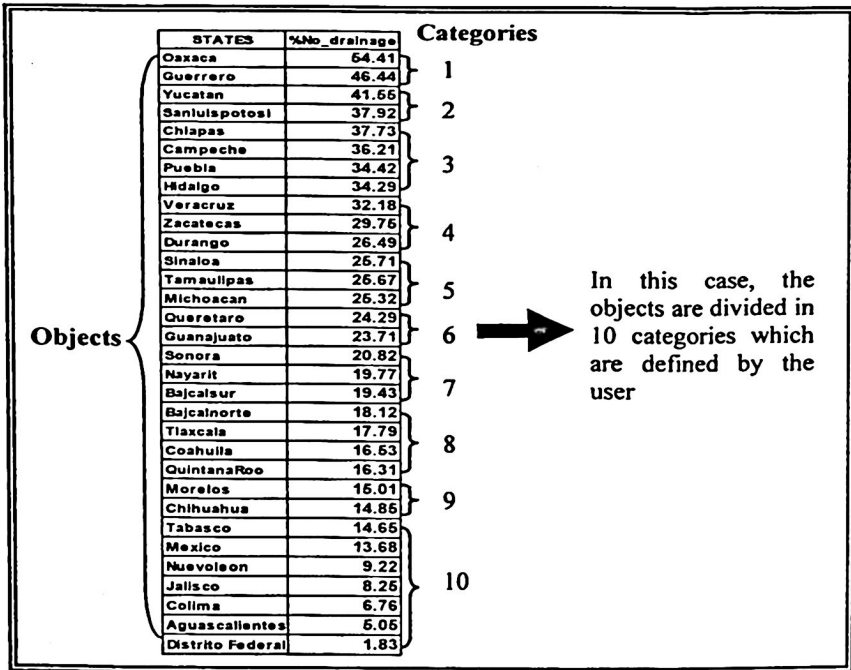 STATES %No_drainage Categories
Oaxaca 54.41
Guerrero 46.44
1
Yucatan 41.55
Sanluispotosi 37.92
2
Chiapas 37.73
Campeche 36.21
Puebla 34.42
Hidalgo 34.29
3
Veracruz 32.18
Zacatecas 29.75
Durango 26.49
4
Sinaloa 25.71
Tamaulipas 25.67
Michoacan 25.32
5
Queretaro 24.29
Guanajuato 23.71
6
Sonora 20.82
Nayarit 19.77
Bajcalsur 19.43
7
Bajcalnorte 18.12
Tlaxcala 17.79
Coahuila 16.53
QuintanaRoo 16.31
8
Morelos 15.01
Chihuahua 14.85
9
Tabasco 14.65
Mexico 13.68
Nuevoleon 9.22
Jalisco 8.25
Colima 6.76
Aguascalientes 5.05
Distrito Federal 1.83
10
Objects
In this case, the
objects are divided in
10 categories which
are defined by the
user